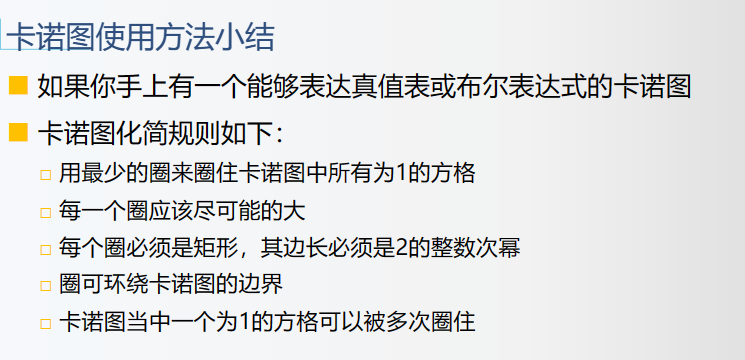 卡诺图使用方法小结
如果你手上有一个能够表达真值表或布尔表达式的卡诺图
卡诺图化简规则如下：
用最少的圈来圈住卡诺图中所有为1的方格
每一个圈应该尽可能的大
每个圈必须是矩形，其边长必须是2的整数次幂
圈可环绕卡诺图的边界
卡诺图当中一个为1的方格可以被多次圈住